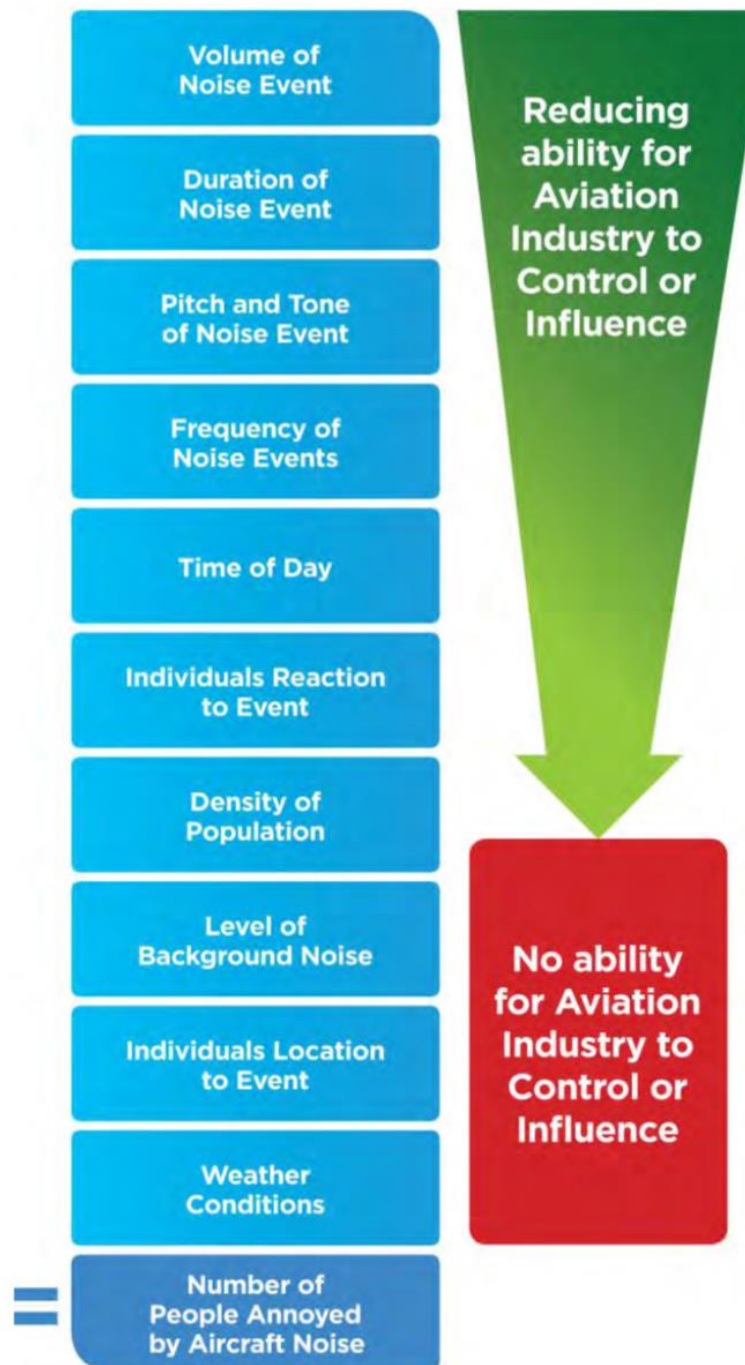 Volume of
Noise Event
Duration of
Noise Event
Pitch and Tone
of Noise Event
Frequency of
Noise Events
Time of Day
Individuals Reaction
to Event
Density of
Population
Level of
Background Noise
Individuals Location
to Event
Weather
Conditions
=
Number of
People Annoyed
by Aircraft Noise
Reducing
ability for
Aviation
Industry to
Control or
Influence
No ability
for Aviation
Industry to
Control or
Influence